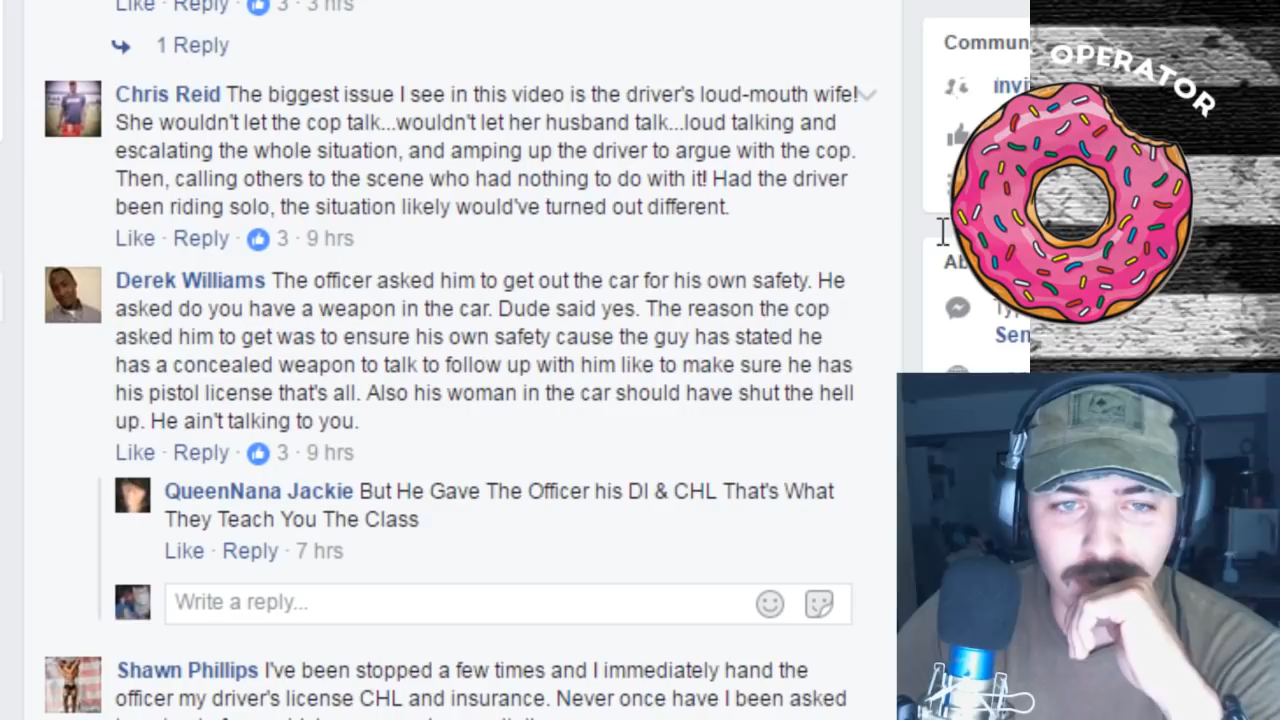 Like · Reply · 3 · 3 hrs
1 Reply
Chris Reid The biggest issue I see in this video is the driver's loud-mouth wife!
She wouldn't let the cop talk...wouldn't let her husband talk...loud talking and
escalating the whole situation, and amping up the driver to argue with the cop.
Then, calling others to the scene who had nothing to do with it! Had the driver
been riding solo, the situation likely would've turned out different.
Like · Reply · 3 · 9 hrs
Derek Williams The officer asked him to get out the car for his own safety. He
asked do you have a weapon in the car. Dude said yes. The reason the cop
asked him to get was to ensure his own safety cause the guy has stated he
has a concealed weapon to talk to follow up with him like to make sure he has
his pistol license that's all. Also his woman in the car should have shut the hell
up. He ain't talking to you.
Like · Reply · 3 · 9 hrs
QueenNana Jackie But He Gave The Officer his DI & CHL That's What
They Teach You The Class
Like · Reply · 7 hrs
Write a reply...
Shawn Phillips I've been stopped a few times and I immediately hand the
officer my driver's license CHL and insurance. Never once have I been asked
Commun
Invi
Ab
Sen
OPERATOR